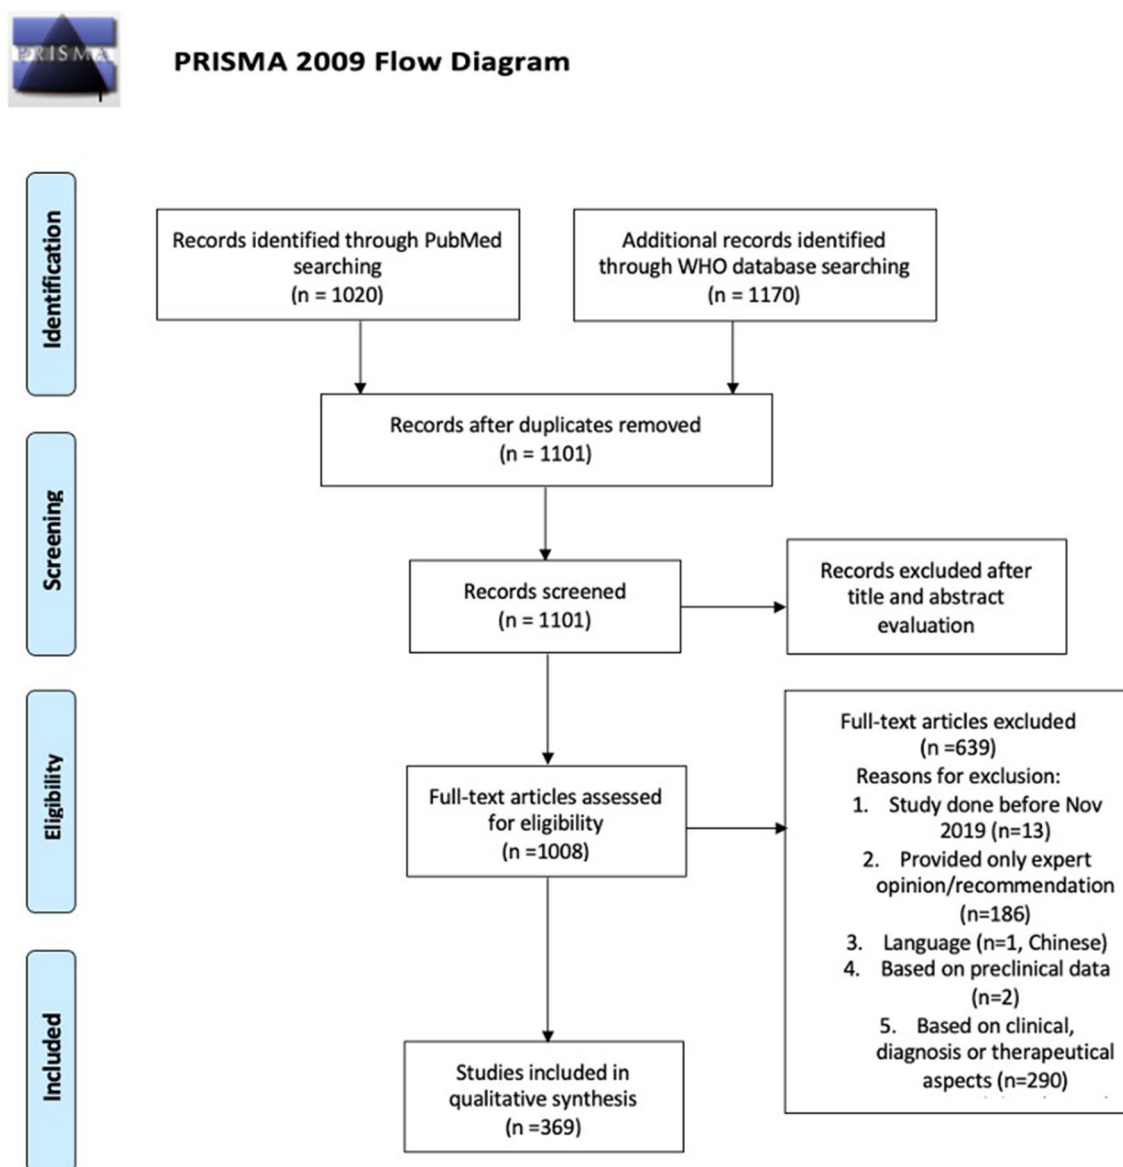 PRISMA
PRISMA 2009 Flow Diagram
Identification
Records identified through PubMed
searching
(n = 1020)
Additional records identified
through WHO database searching
(n = 1170)
Records after duplicates removed
(n = 1101)
Screening
Records screened
(n = 1101)
Records excluded after
title and abstract
evaluation
Eligibility
Full-text articles assessed
for eligibility
(n =1008)
Full-text articles excluded
(n =639)
Reasons for exclusion:
1. Study done before Nov
2019 (n=13)
2. Provided only expert
opinion/recommendation
(n=186)
3. Language (n=1, Chinese)
4. Based on preclinical data
(n=2)
5. Based on clinical,
diagnosis or therapeutical
aspects (n=290)
Included
Studies included in
qualitative synthesis
(n =369)